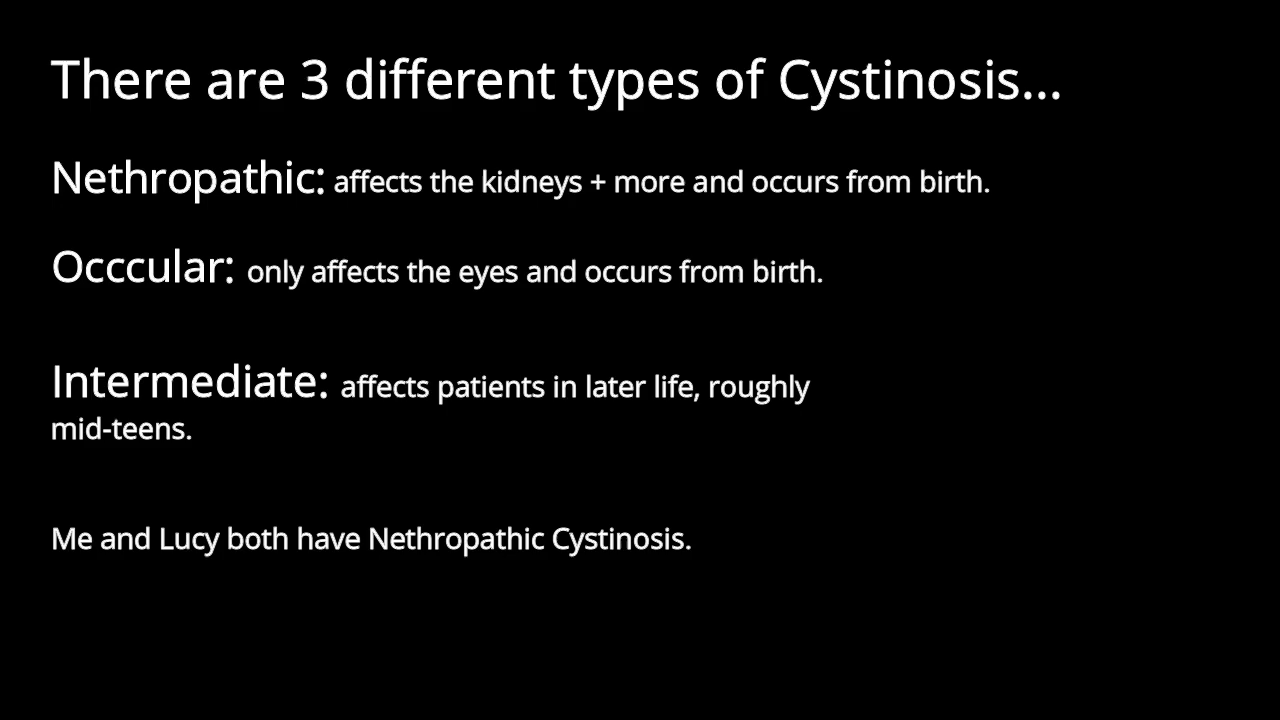 There are 3 different types of Cystinosis...
Nethropathic: affects the kidneys + more and occurs from birth.
Occcular: only affects the eyes and occurs from birth.
Intermediate: affects patients in later life, roughly
mid-teens.
Me and Lucy both have Nethropathic Cystinosis.